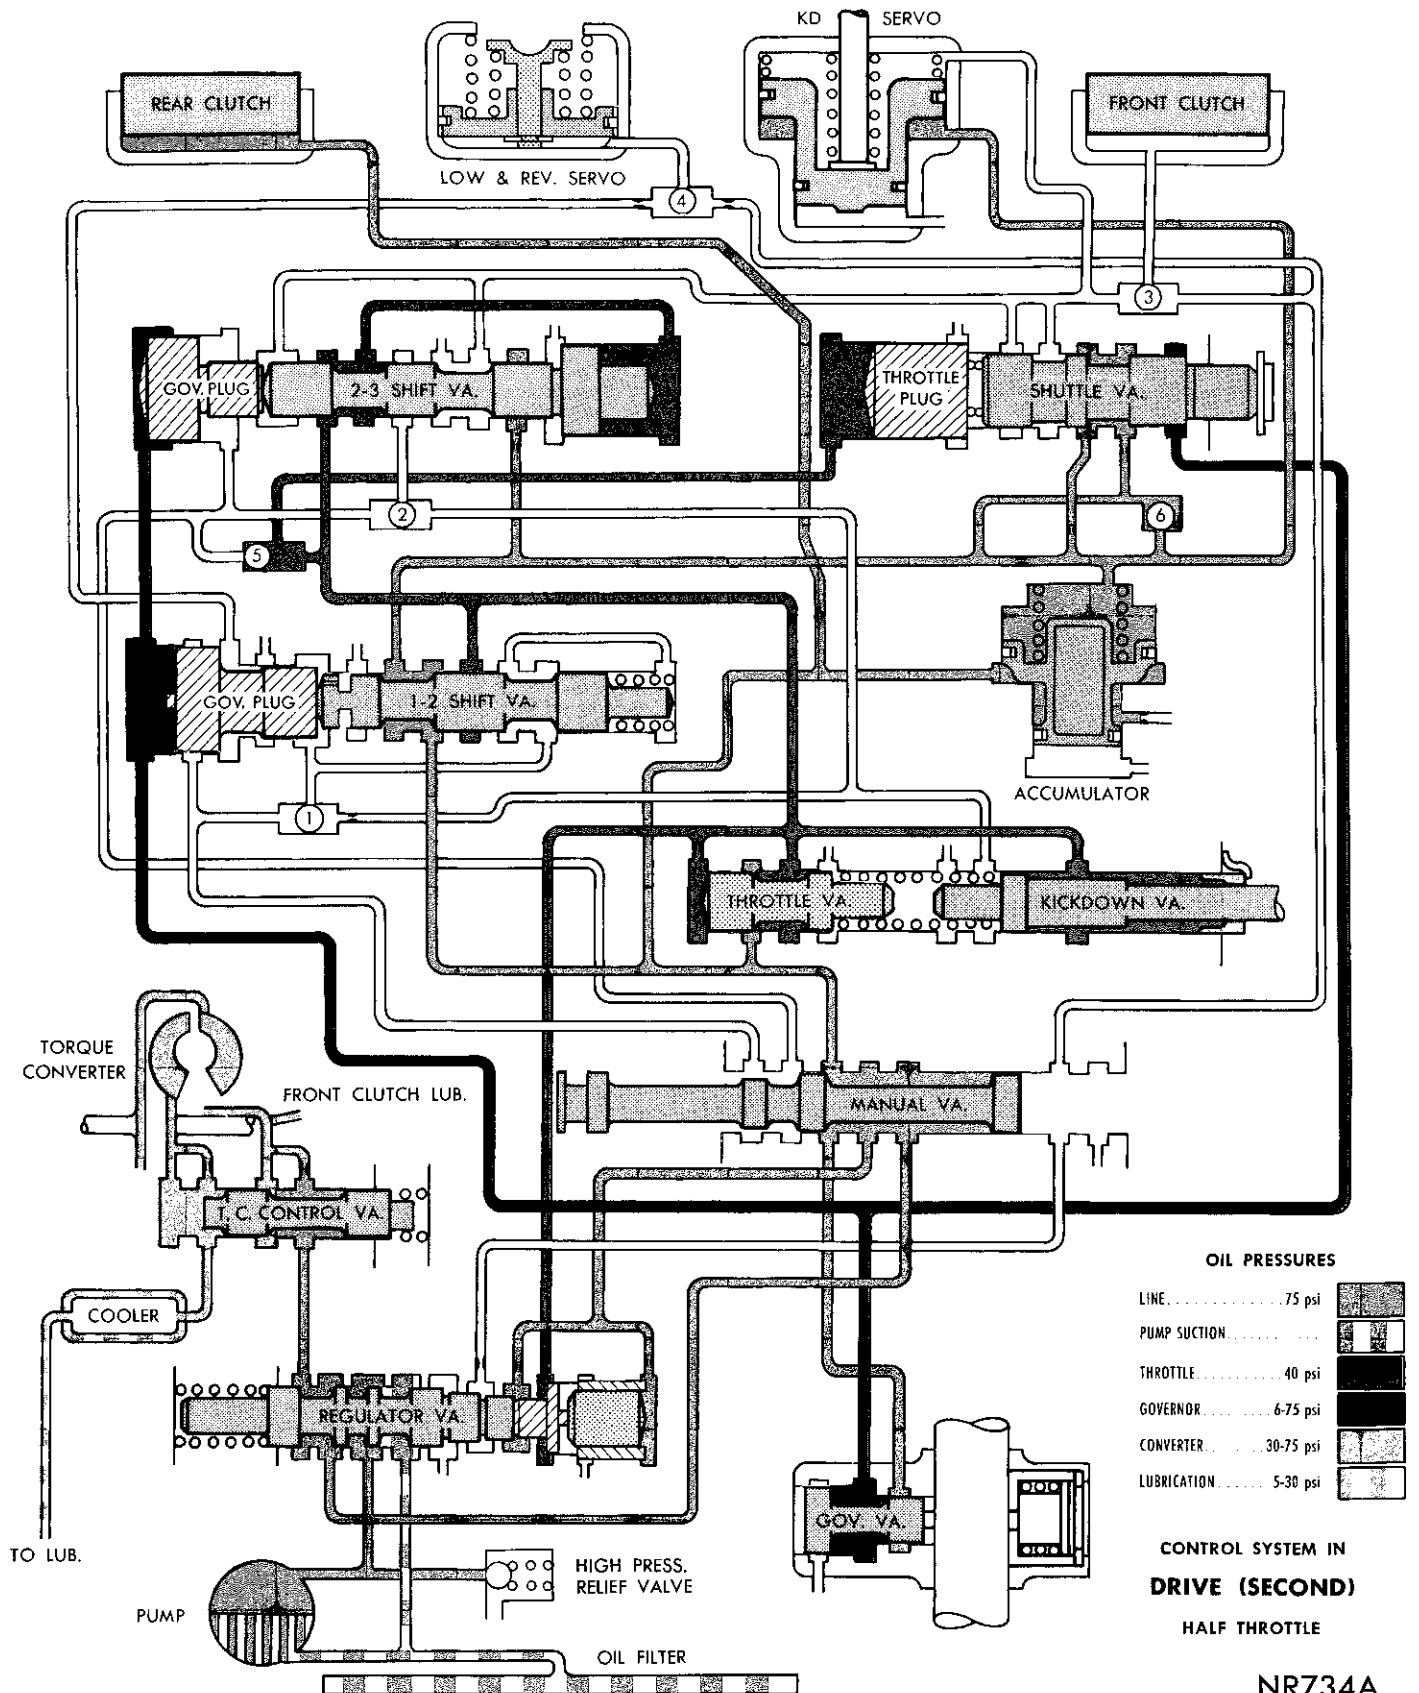 KD SERVO
REAR CLUTCH
FRONT CLUTCH
LOW & REV. SERVO
4
3
GOV. PLUG
2-3 SHIFT VA.
THROTTLE
PLUG
SHUTTLE VA.
2
6
5
GOV. PLUG
1-2 SHIFT VA.
ACCUMULATOR
1
THROTTLE VA.
KICKDOWN VA.
TORQUE
CONVERTER
FRONT CLUTCH LUB.
MANUAL VA.
T. C. CONTROL VA.
COOLER
OIL PRESSURES
LINE.............75 psi
PUMP SUCTION....... ...
THROTTLE...........40 psi
GOVERNOR........6-75 psi
CONVERTER.......30-75 psi
LUBRICATION......5-30 psi
REGULATOR VA.
GOV. VA.
TO LUB.
HIGH PRESS.
RELIEF VALVE
PUMP
OIL FILTER
CONTROL SYSTEM IN
DRIVE (SECOND)
HALF THROTTLE
NR734A